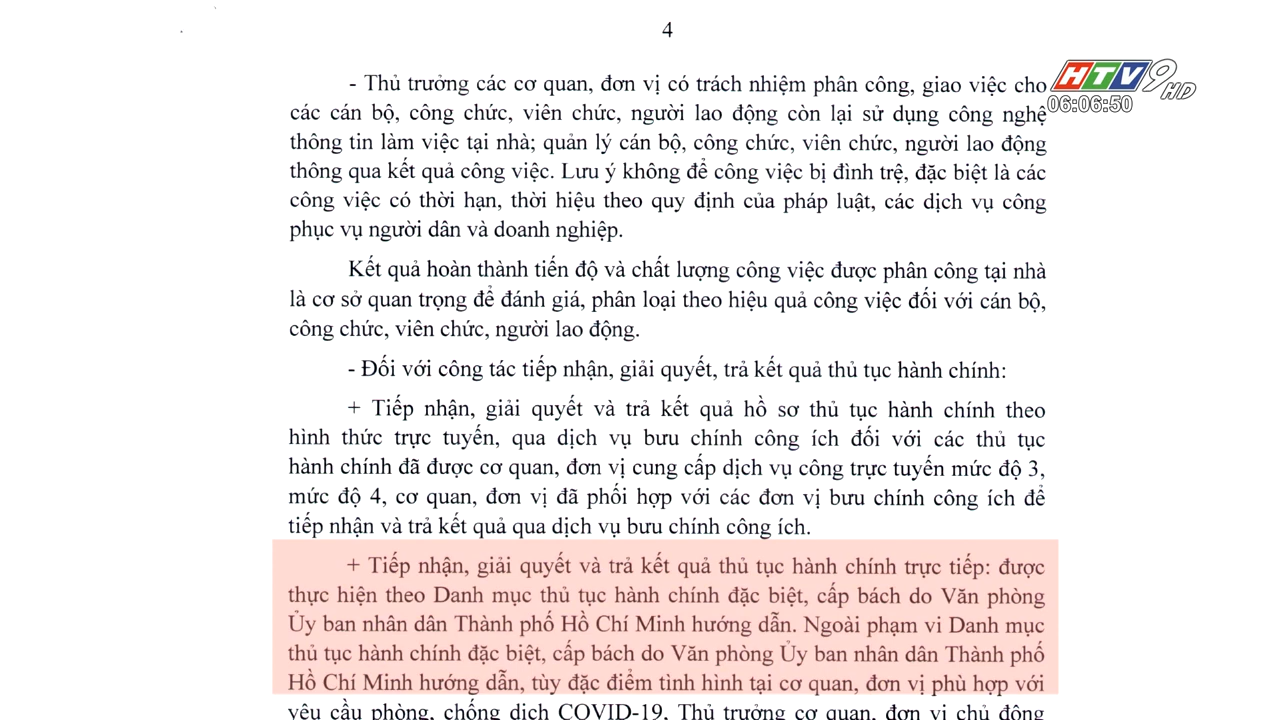 4
HTV9 HD
06:06:50
- Thủ trưởng các cơ quan, đơn vị có trách nhiệm phân công, giao việc cho
các cán bộ, công chức, viên chức, người lao động còn lại sử dụng công nghệ
thông tin làm việc tại nhà; quản lý cán bộ, công chức, viên chức, người lao động
thông qua kết quả công việc. Lưu ý không để công việc bị đình trệ, đặc biệt là các
công việc có thời hạn, thời hiệu theo quy định của pháp luật, các dịch vụ công
phục vụ người dân và doanh nghiệp.
Kết quả hoàn thành tiến độ và chất lượng công việc được phân công tại nhà
là cơ sở quan trọng để đánh giá, phân loại theo hiệu quả công việc đối với cán bộ,
công chức, viên chức, người lao động.
- Đối với công tác tiếp nhận, giải quyết, trả kết quả thủ tục hành chính:
+ Tiếp nhận, giải quyết và trả kết quả hồ sơ thủ tục hành chính theo
hình thức trực tuyến, qua dịch vụ bưu chính công ích đối với các thủ tục
hành chính đã được cơ quan, đơn vị cung cấp dịch vụ công trực tuyến mức độ 3,
mức độ 4, cơ quan, đơn vị đã phối hợp với các đơn vị bưu chính công ích để
tiếp nhận và trả kết quả qua dịch vụ bưu chính công ích.
+ Tiếp nhận, giải quyết và trả kết quả thủ tục hành chính trực tiếp: được
thực hiện theo Danh mục thủ tục hành chính đặc biệt, cấp bách do Văn phòng
Ủy ban nhân dân Thành phố Hồ Chí Minh hướng dẫn. Ngoài phạm vi Danh mục
thủ tục hành chính đặc biệt, cấp bách do Văn phòng Ủy ban nhân dân Thành phố
Hồ Chí Minh hướng dẫn, tùy đặc điểm tình hình tại cơ quan, đơn vị phù hợp với
yêu cầu phòng, chống dịch COVID-19, Thủ trưởng cơ quan, đơn vị chủ động